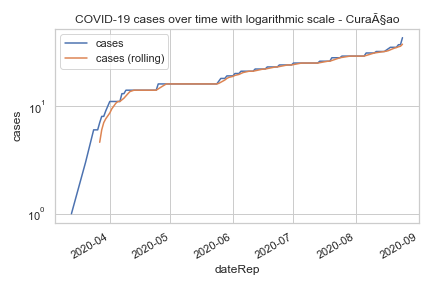 COVID-19 cases over time with logarithmic scale - CuraÃ§ao
cases
cases (rolling)
10¹
10⁰
cases
2020-04
2020-05
2020-06
2020-07
2020-08
2020-09
dateRep